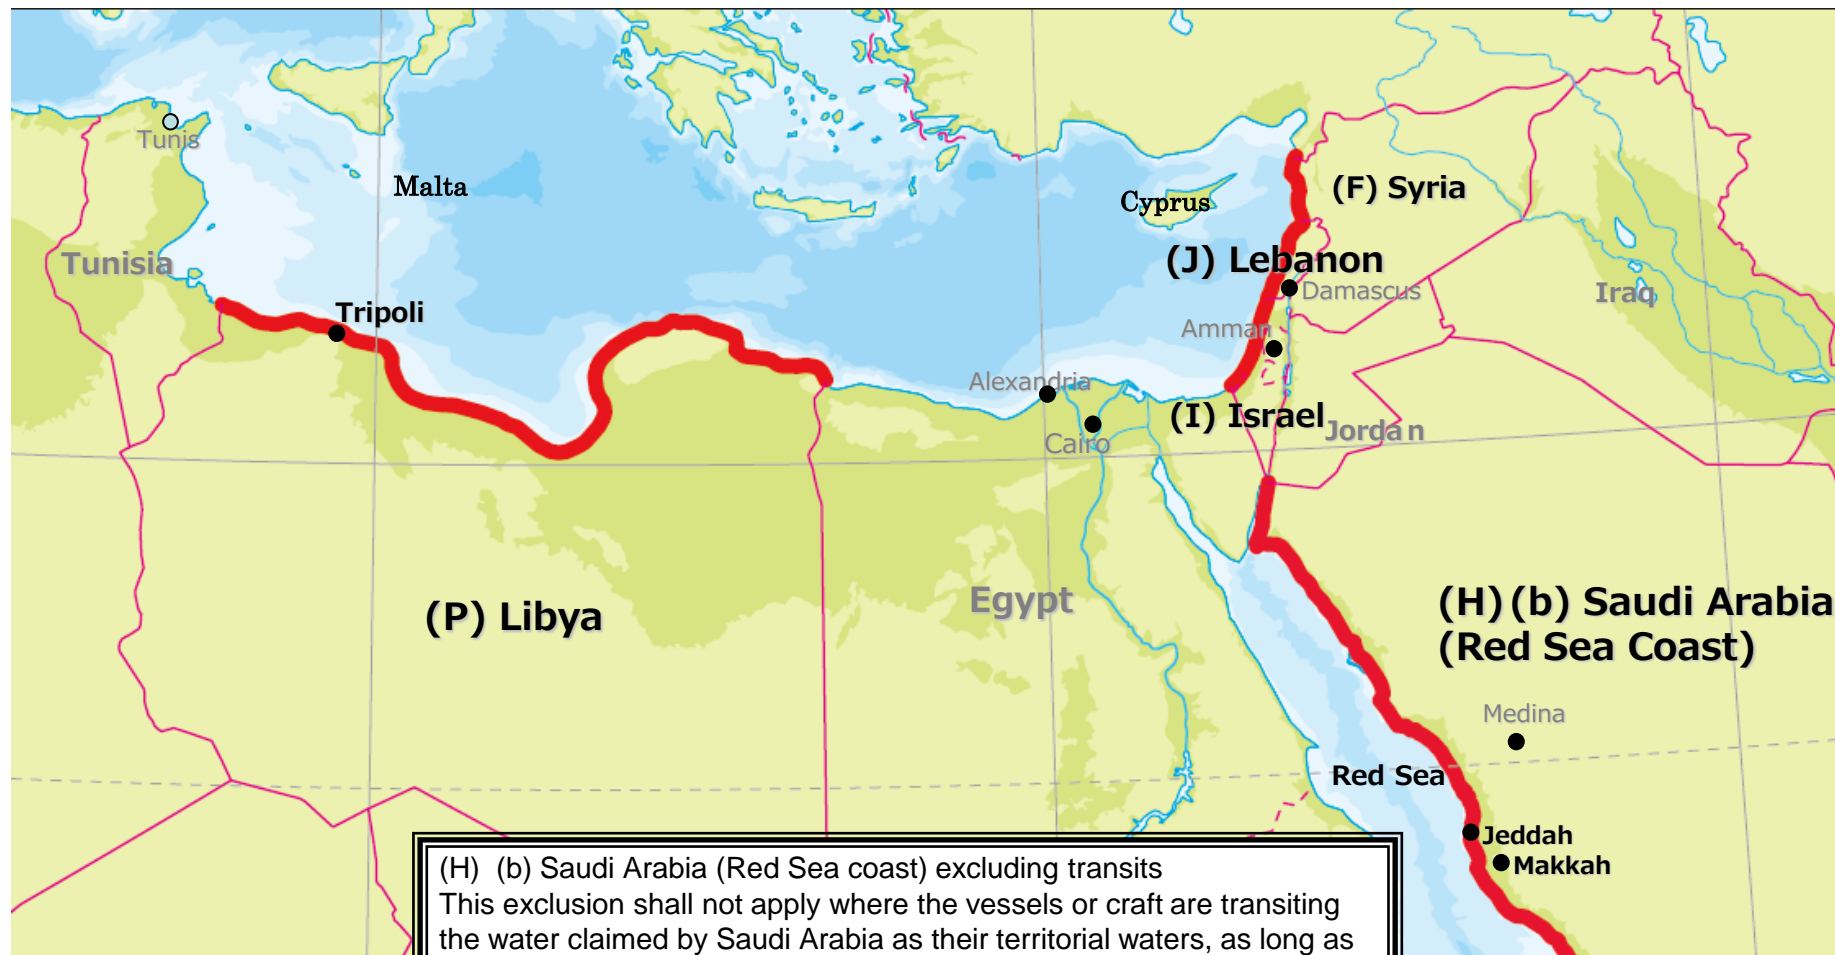 Tunis
Malta
Cyprus
(F) Syria
Tunisia
(J) Lebanon
Damascus
Iraq
Tripoli
Amman
Alexandria
(I) Israel
Jordan
Cairo
(P) Libya
Egypt
(H)(b) Saudi Arabia
(Red Sea Coast)
Medina
Red Sea
Jeddah
Makkah
(H) (b) Saudi Arabia (Red Sea coast) excluding transits
This exclusion shall not apply where the vessels or craft are transiting
the water claimed by Saudi Arabia as their territorial waters, as long as